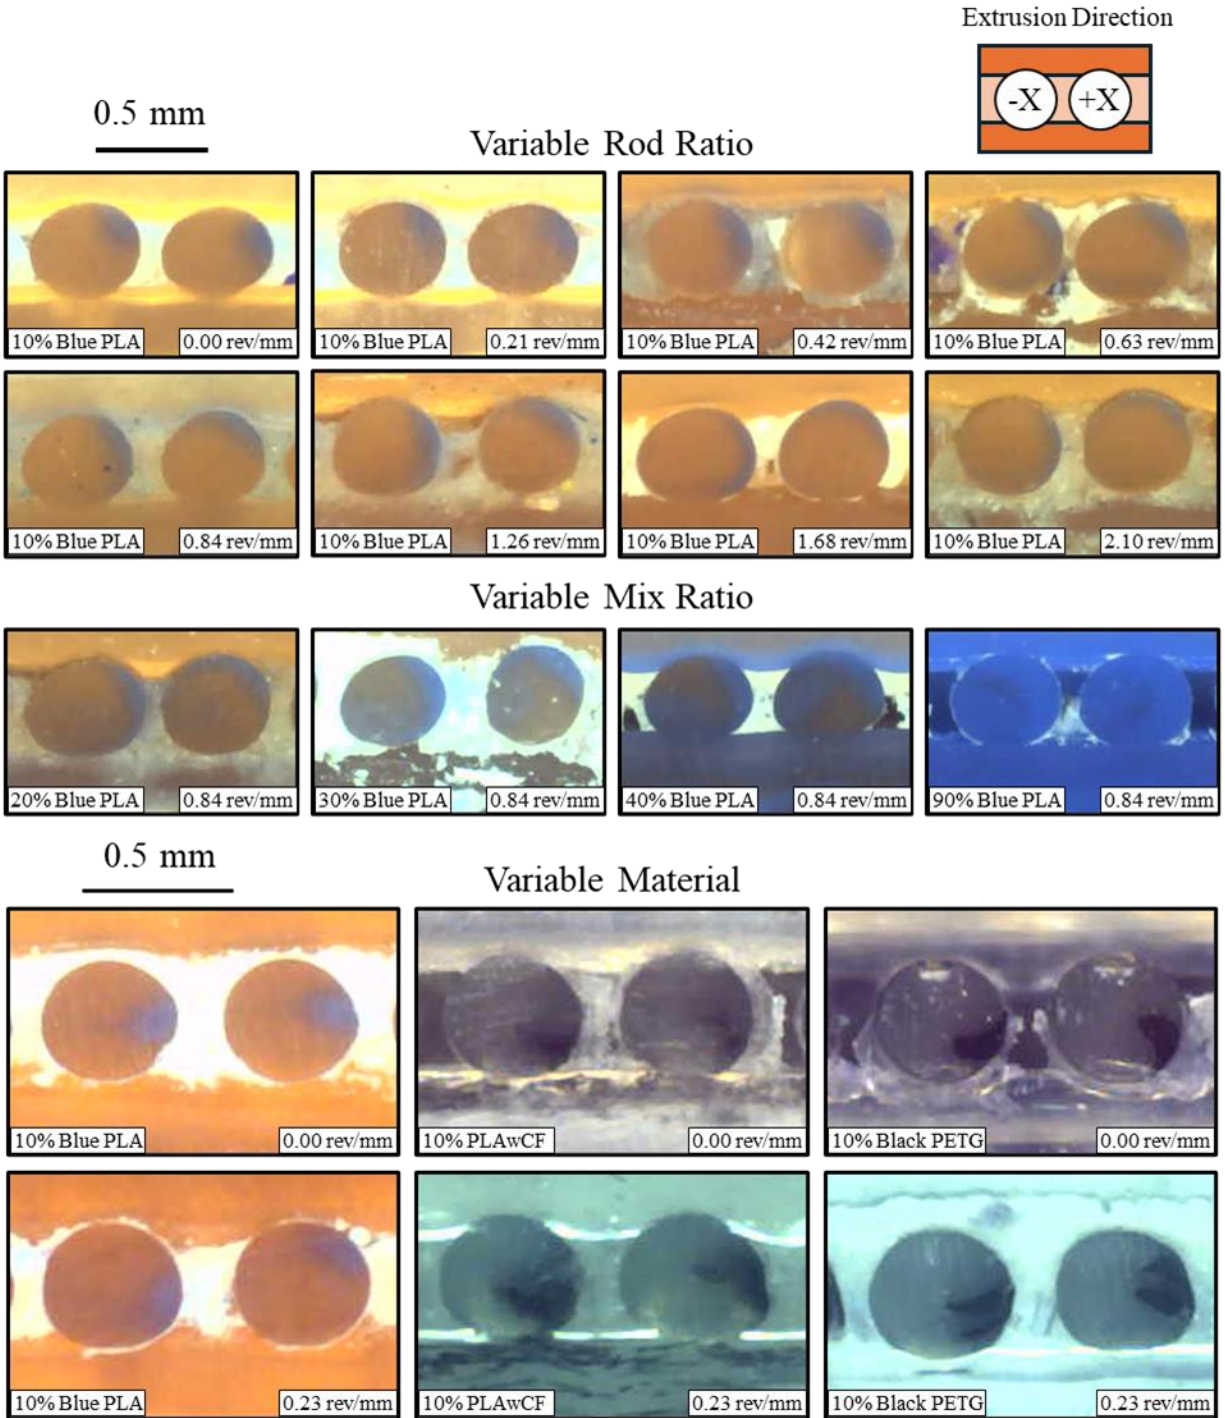 Extrusion Direction
-X +X
0.5 mm
Variable Rod Ratio
10% Blue PLA 0.00 rev/mm
10% Blue PLA 0.21 rev/mm
10% Blue PLA 0.42 rev/mm
10% Blue PLA 0.63 rev/mm
10% Blue PLA 0.84 rev/mm
10% Blue PLA 1.26 rev/mm
10% Blue PLA 1.68 rev/mm
10% Blue PLA 2.10 rev/mm
Variable Mix Ratio
20% Blue PLA 0.84 rev/mm
30% Blue PLA 0.84 rev/mm
40% Blue PLA 0.84 rev/mm
90% Blue PLA 0.84 rev/mm
0.5 mm
Variable Material
10% Blue PLA 0.00 rev/mm
10% PLAwCF 0.00 rev/mm
10% Black PETG 0.00 rev/mm
10% Blue PLA 0.23 rev/mm
10% PLAwCF 0.23 rev/mm
10% Black PETG 0.23 rev/mm